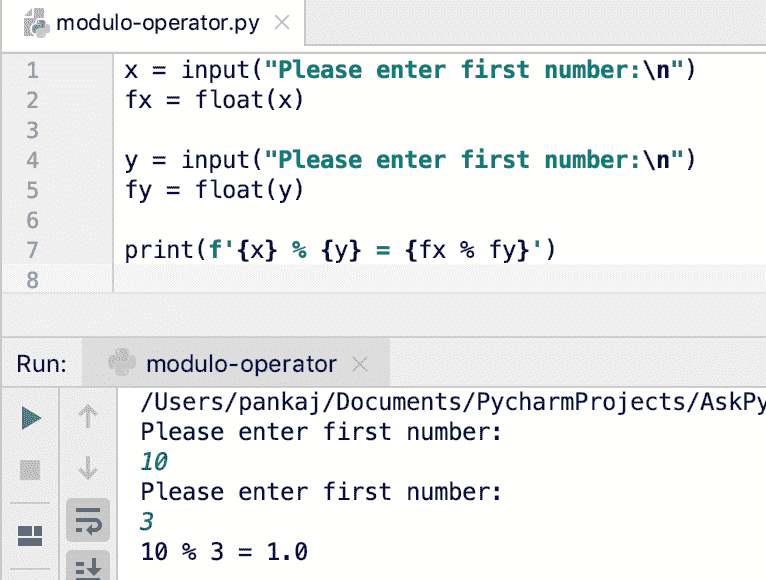 modulo-operator.py
1 x = input("Please enter first number:\n")
2 fx = float(x)
3
4 y = input("Please enter first number:\n")
5 fy = float(y)
6
7 print(f'{x} % {y} = {fx % fy}')
8
Run: modulo-operator
/Users/pankaj/Documents/PycharmProjects/AskPy
Please enter first number:
10
Please enter first number:
3
10 % 3 = 1.0